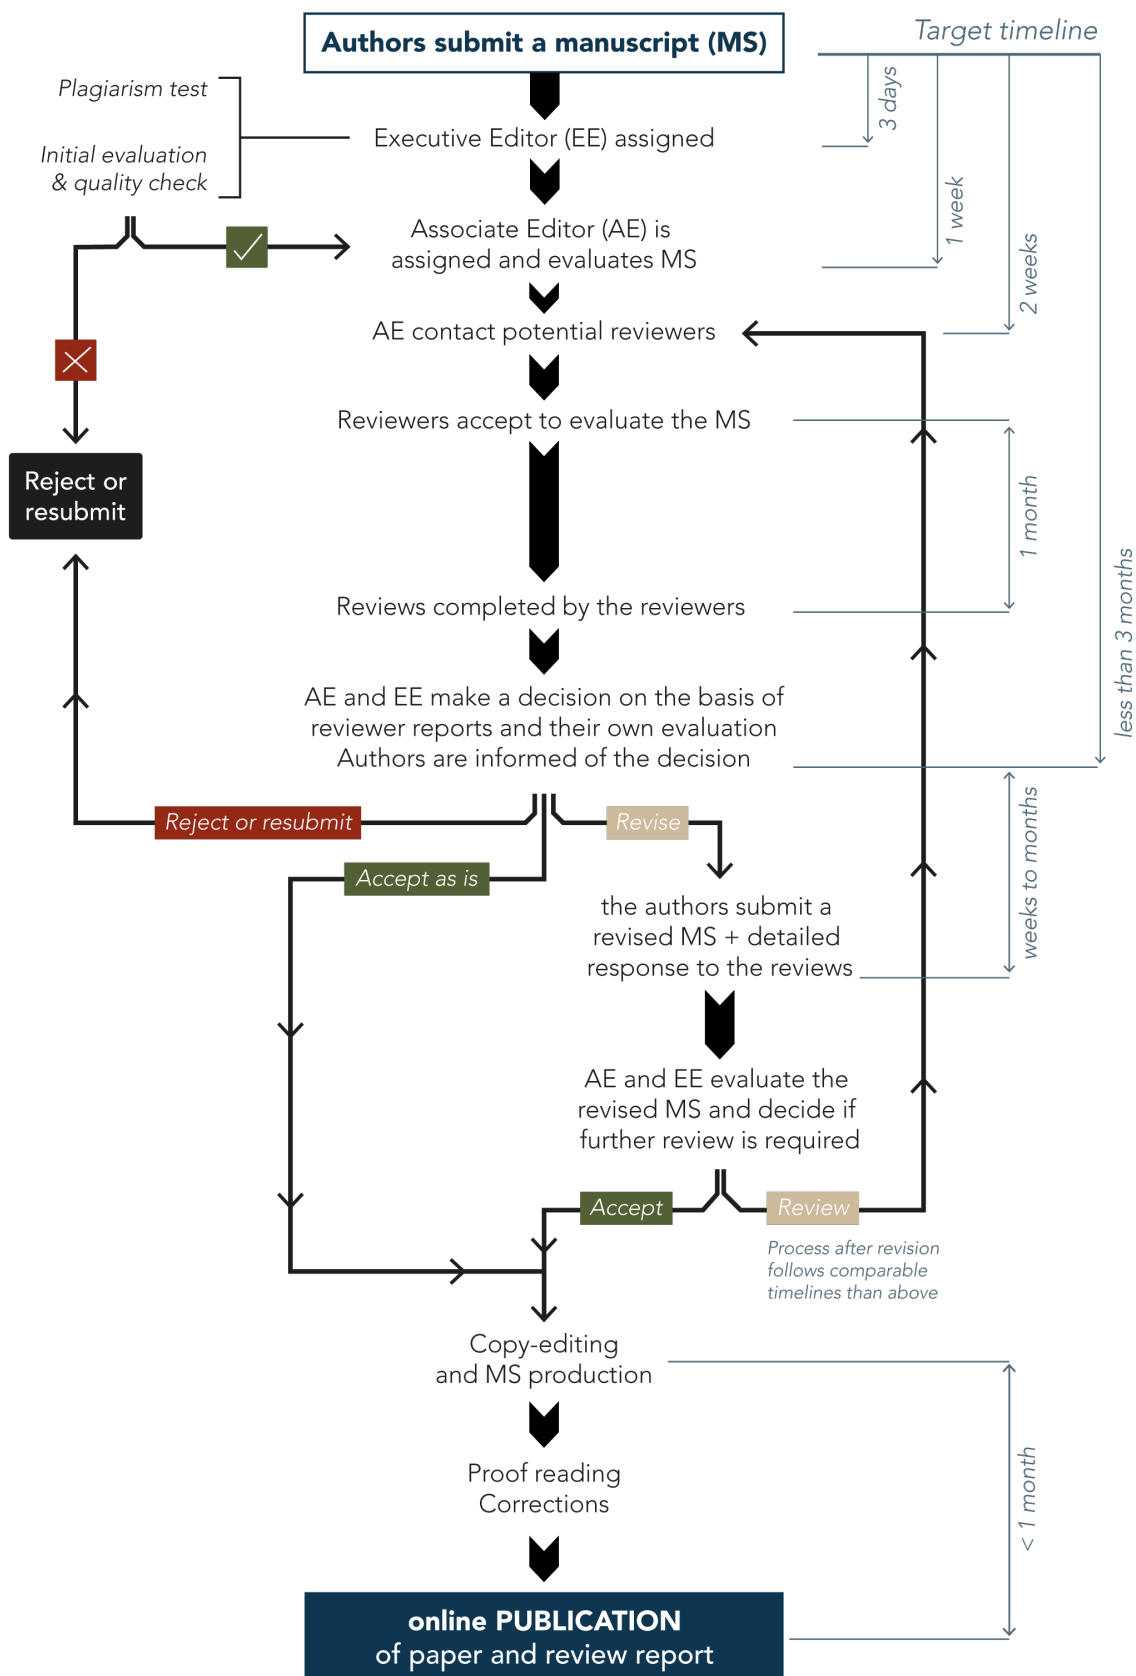 Authors submit a manuscript (MS)
Target timeline
Plagiarism test
Initial evaluation
& quality check
Executive Editor (EE) assigned
3 days
Associate Editor (AE) is
assigned and evaluates MS
1 week
AE contact potential reviewers
2 weeks
Reviewers accept to evaluate the MS
Reject or
resubmit
1 month
Reviews completed by the reviewers
less than 3 months
AE and EE make a decision on the basis of
reviewer reports and their own evaluation
Authors are informed of the decision
Reject or resubmit
Revise
Accept as is
weeks to months
the authors submit a
revised MS + detailed
response to the reviews
AE and EE evaluate the
revised MS and decide if
further review is required
Accept
Review
Process after revision
follows comparable
timelines than above
Copy-editing
and MS production
Proof reading
Corrections
< 1 month
online PUBLICATION
of paper and review report